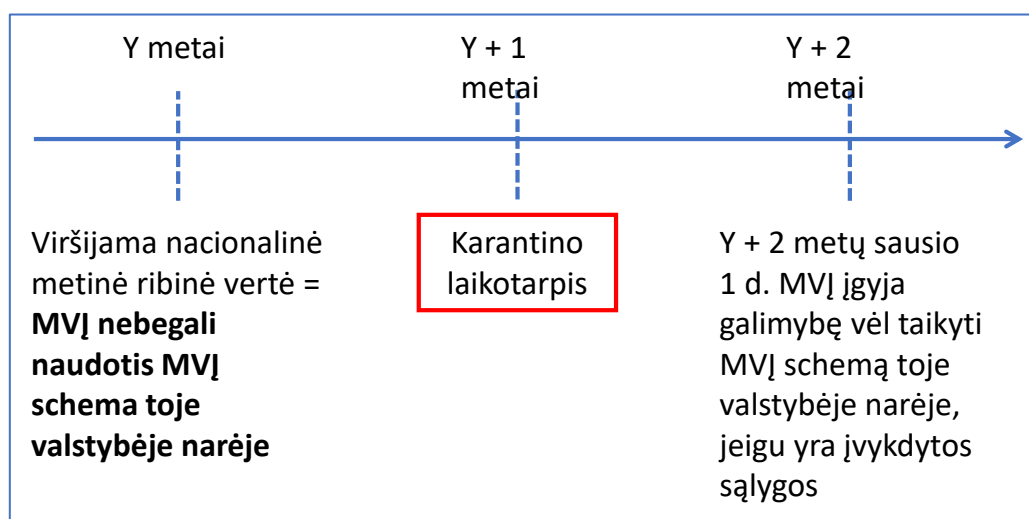 Y metai
Y + 1
metai
Y + 2
metai
Viršijama nacionalinė
metinė ribinė vertė =
MVĮ nebegali
naudotis MVĮ
schema toje
valstybėje narėje
Karantino
laikotarpis
Y + 2 metų sausio
1 d. MVĮ įgyja
galimybę vėl taikyti
MVĮ schemą toje
valstybėje narėje,
jeigu yra įvykdytos
sąlygos